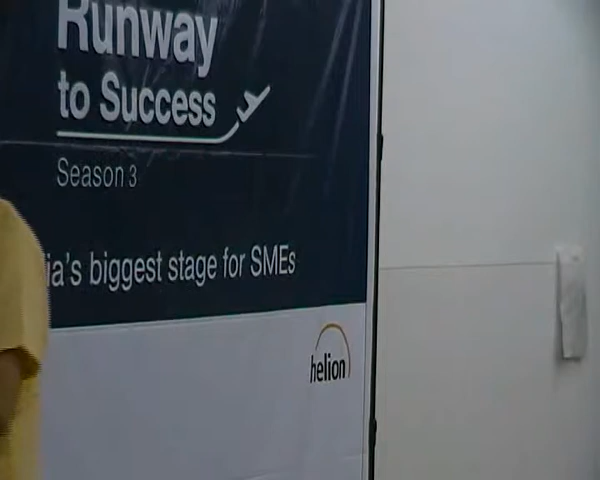 Runway
to Success
Season 3
ia's biggest stage for SMEs
helion